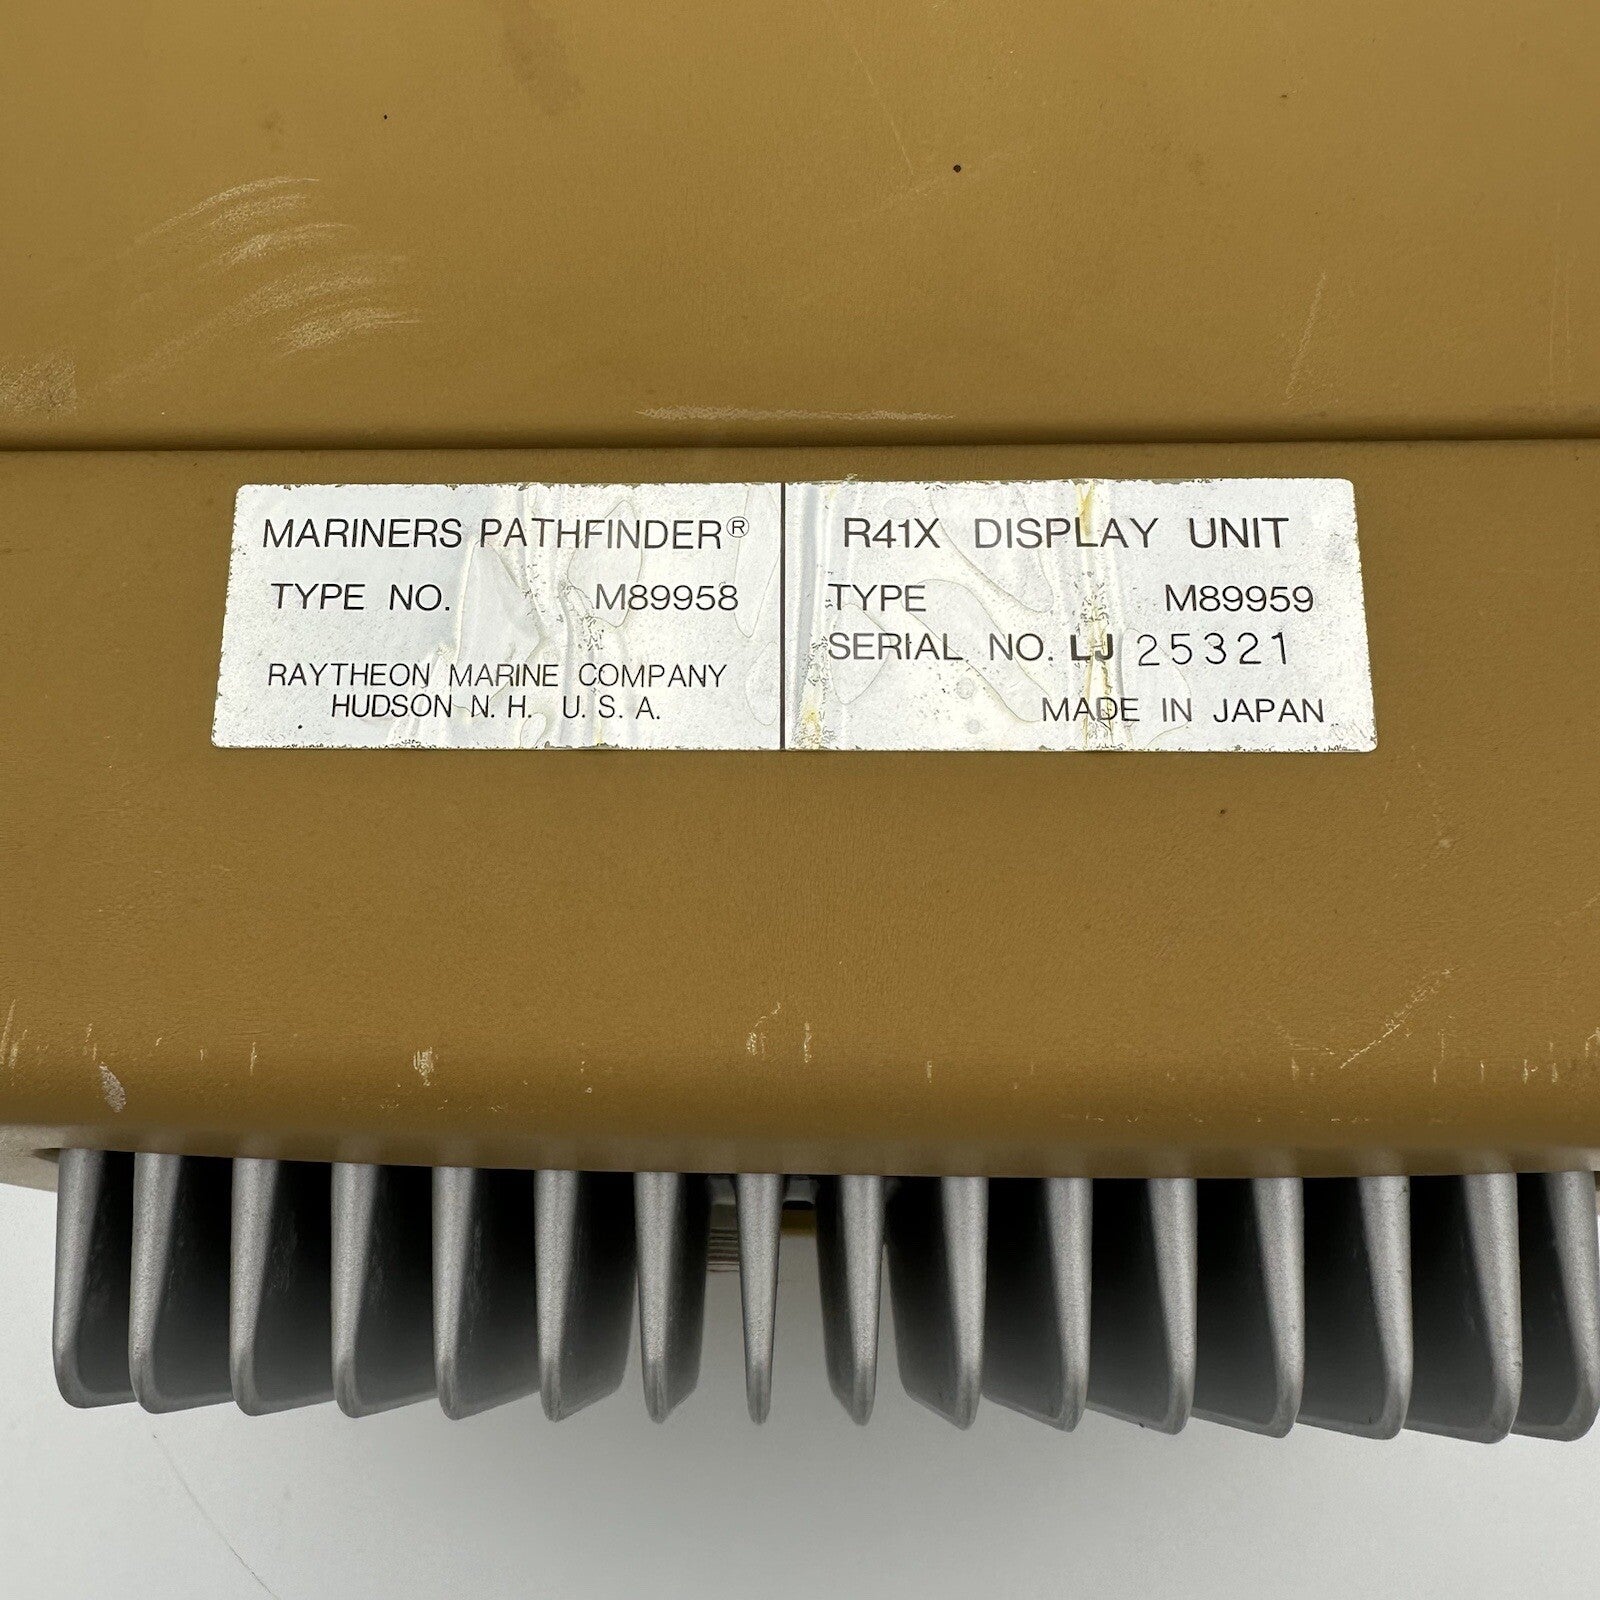 MARINERS PATHFINDER®
TYPE NO. M89958
RAYTHEON MARINE COMPANY
HUDSON N. H. U. S. A.
R41X DISPLAY UNIT
TYPE M89959
SERIAL NO. LJ 25321
MADE IN JAPAN